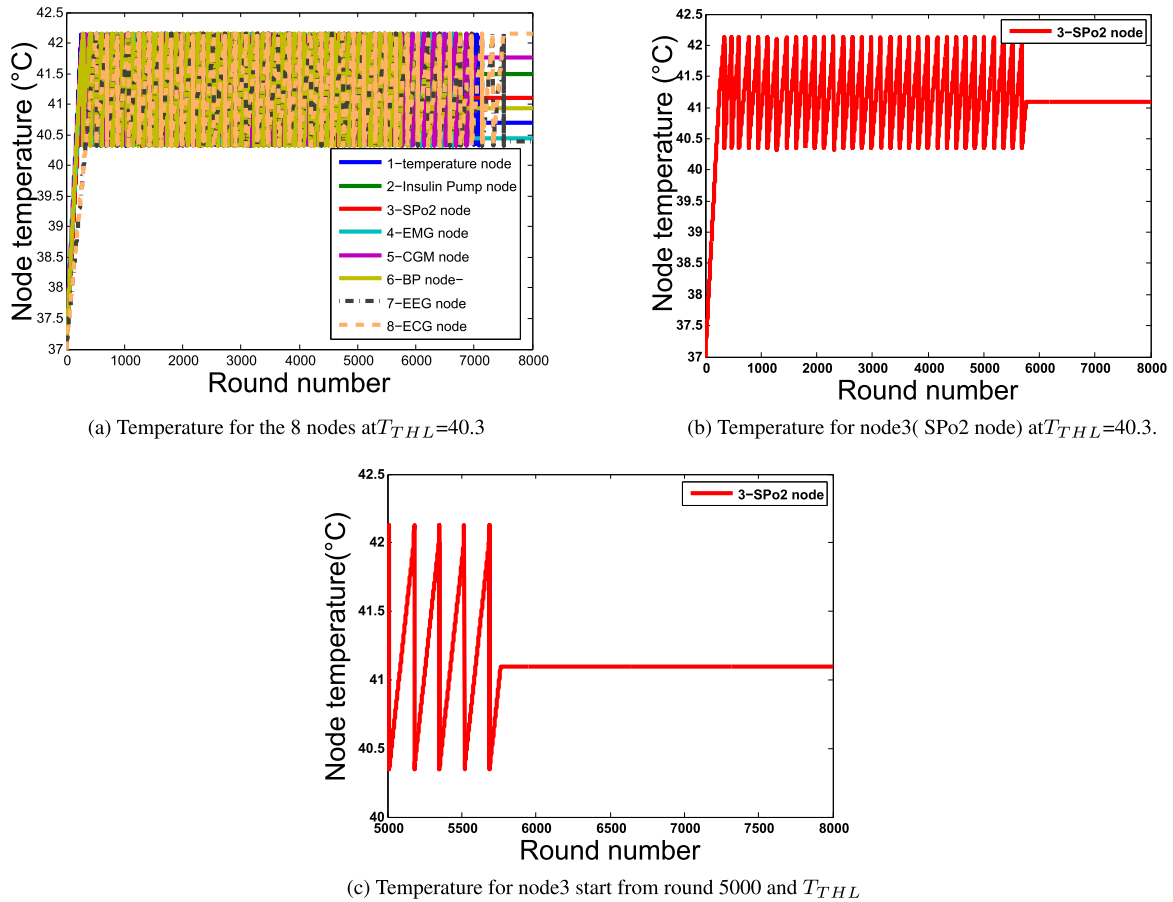 42.5
42
41.5
41
40.5
40
39.5
39
38.5
38
37.5
37
Node temperature (°C)
1−temperature node
2−Insulin Pump node
3−SPo2 node
4−EMG node
5−CGM node
6−BP node−
7−EEG node
8−ECG node
0 1000 2000 3000 4000 5000 6000 7000 8000
Round number
(a) Temperature for the 8 nodes atT_THL=40.3
42.5
42
41.5
41
40.5
40
39.5
39
38.5
38
37.5
37
Node temperature (°C)
3−SPo2 node
0 1000 2000 3000 4000 5000 6000 7000 8000
Round number
(b) Temperature for node3( SPo2 node) atT_THL=40.3.
42.5
42
41.5
41
40.5
40
Node temperature(°C)
3−SPo2 node
5000 5500 6000 6500 7000 7500 8000
Round number
(c) Temperature for node3 start from round 5000 and T_THL